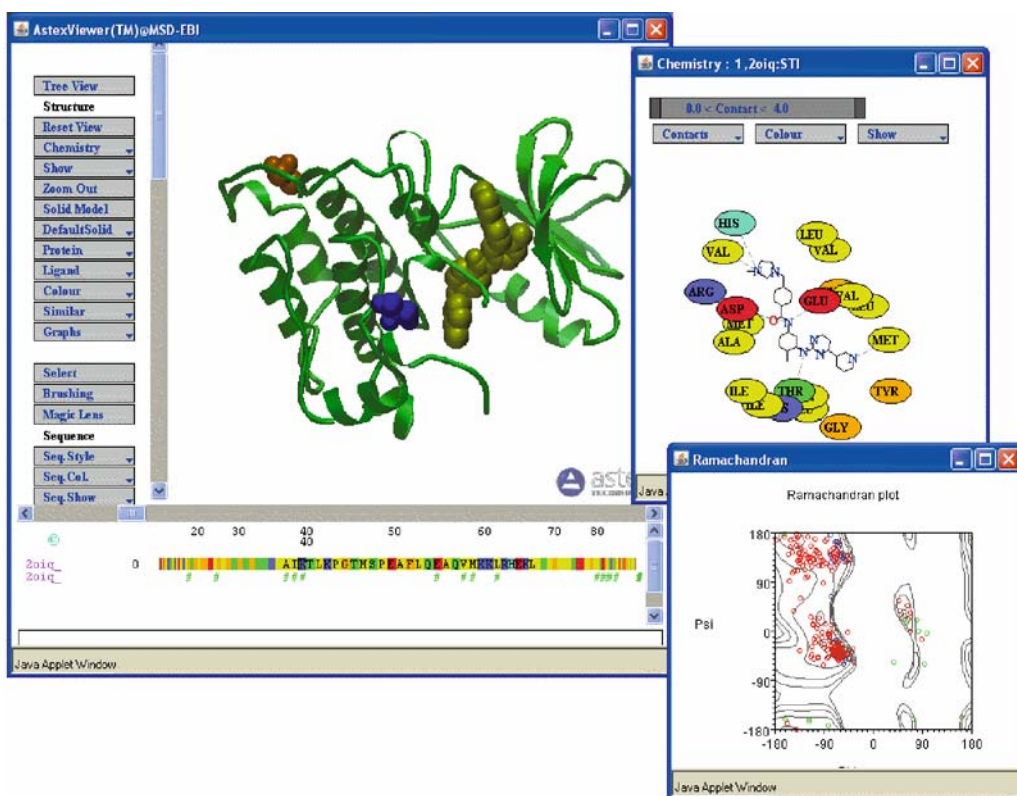 AstexViewer(TM)@MSD-EBI
Tree View
Structure
Reset View
Chemistry
Show
Zoom Out
Solid Model
DefaultSolid
Protein
Ligand
Colour
Similar
Graphs
Select
Brushing
Magic Lens
Sequence
Seq.Style
Seq.Col.
Seq.Show
aste
20 30 40 50 60 70 80
40
©
2oiq_ 0 AIKTLKPGTMSPEAFLQEAQVMKKLRHEKL
2oiq_ # # ### # ## #
Java Applet Window
Chemistry : 1,2oiq:STI
0.0 < Contact < 4.0
Contacts Colour Show
HIS
LEU
VAL
VAL
ARG
ASP
GLU
VAL
MET
ALA
MET
ILE
THR
ILE
TYR
GLY
N N O N N N N N
Java
Ramachandran
Ramachandran plot
180
90
Psi
0
-90
-180
-180 -90 0 90 180
Java Applet Window